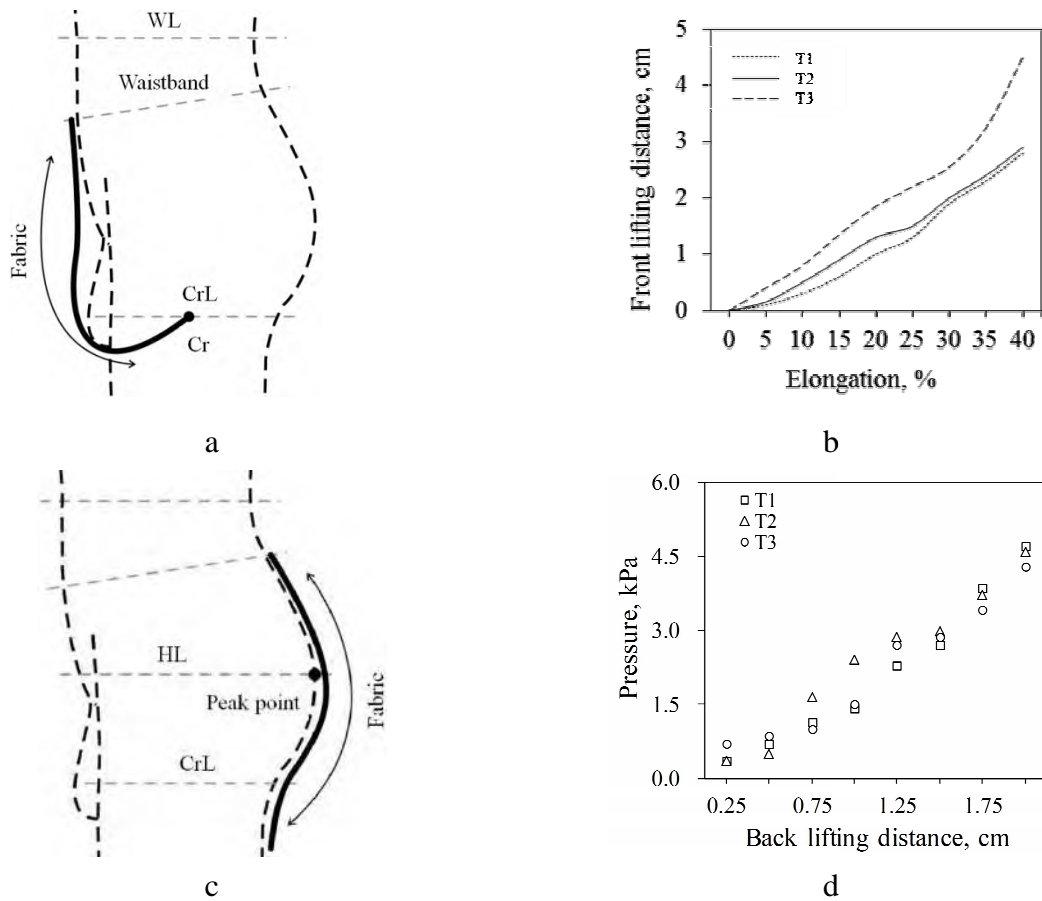 WL
Waistband
Fabric
CrL
Cr
a
Front lifting distance, cm
5
4
3
2
1
0
T1
T2
T3
0 5 10 15 20 25 30 35 40
Elongation, %
b
HL
Peak point
Fabric
CrL
c
Pressure, kPa
6.0
4.5
3.0
1.5
0.0
T1
T2
T3
0.25 0.75 1.25 1.75
Back lifting distance, cm
d